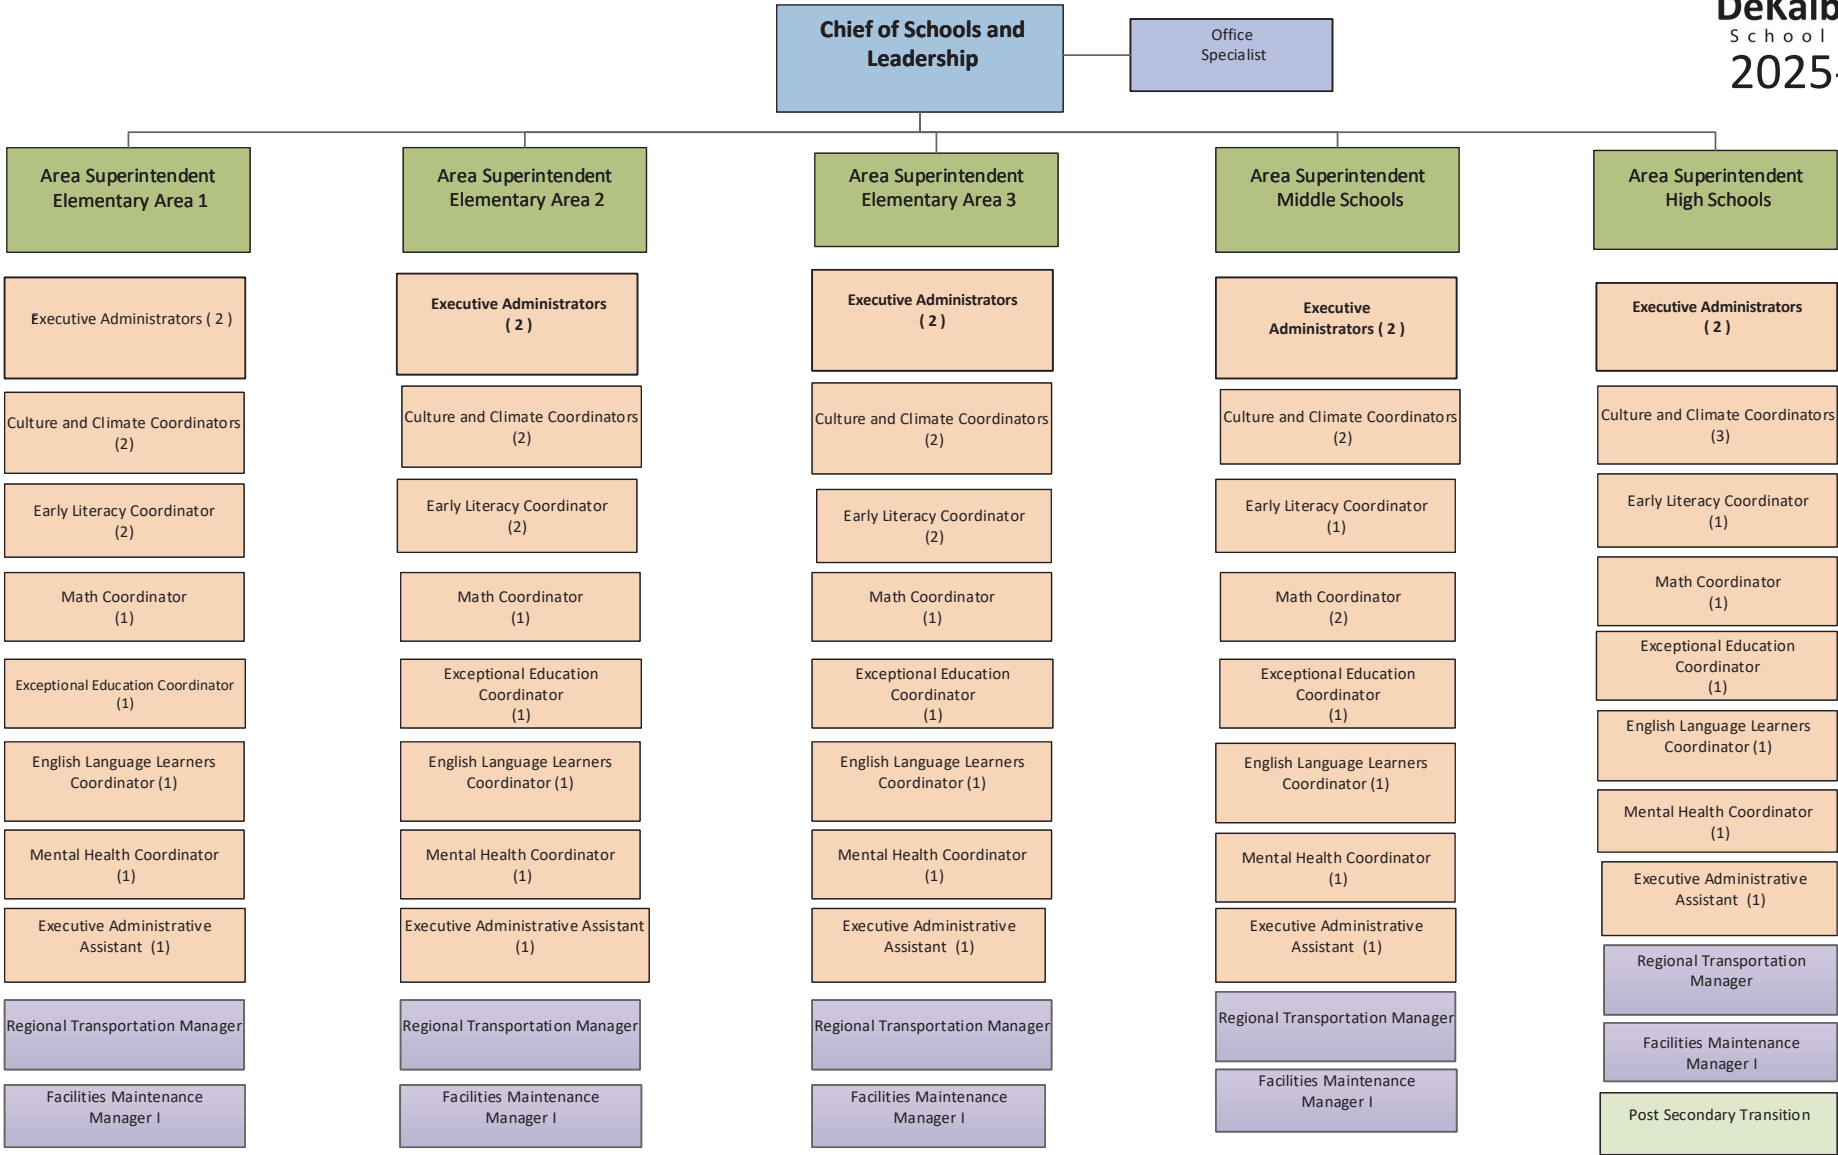 Chief of Schools and
Leadership
Office
Specialist
DeKalb
School
2025-
Area Superintendent
Elementary Area 1
Executive Administrators ( 2 )
Culture and Climate Coordinators
(2)
Early Literacy Coordinator
(2)
Math Coordinator
(1)
Exceptional Education Coordinator
(1)
English Language Learners
Coordinator (1)
Mental Health Coordinator
(1)
Executive Administrative
Assistant (1)
Regional Transportation Manager
Facilities Maintenance
Manager I
Area Superintendent
Elementary Area 2
Executive Administrators
( 2 )
Culture and Climate Coordinators
(2)
Early Literacy Coordinator
(2)
Math Coordinator
(1)
Exceptional Education
Coordinator
(1)
English Language Learners
Coordinator (1)
Mental Health Coordinator
(1)
Executive Administrative Assistant
(1)
Regional Transportation Manager
Facilities Maintenance
Manager I
Area Superintendent
Elementary Area 3
Executive Administrators
( 2 )
Culture and Climate Coordinators
(2)
Early Literacy Coordinator
(2)
Math Coordinator
(1)
Exceptional Education
Coordinator
(1)
English Language Learners
Coordinator (1)
Mental Health Coordinator
(1)
Executive Administrative
Assistant (1)
Regional Transportation Manager
Facilities Maintenance
Manager I
Area Superintendent
Middle Schools
Executive
Administrators ( 2 )
Culture and Climate Coordinators
(2)
Early Literacy Coordinator
(1)
Math Coordinator
(2)
Exceptional Education
Coordinator
(1)
English Language Learners
Coordinator (1)
Mental Health Coordinator
(1)
Executive Administrative
Assistant (1)
Regional Transportation Manager
Facilities Maintenance
Manager I
Area Superintendent
High Schools
Executive Administrators
( 2 )
Culture and Climate Coordinators
(3)
Early Literacy Coordinator
(1)
Math Coordinator
(1)
Exceptional Education
Coordinator
(1)
English Language Learners
Coordinator (1)
Mental Health Coordinator
(1)
Executive Administrative
Assistant (1)
Regional Transportation
Manager
Facilities Maintenance
Manager I
Post Secondary Transition